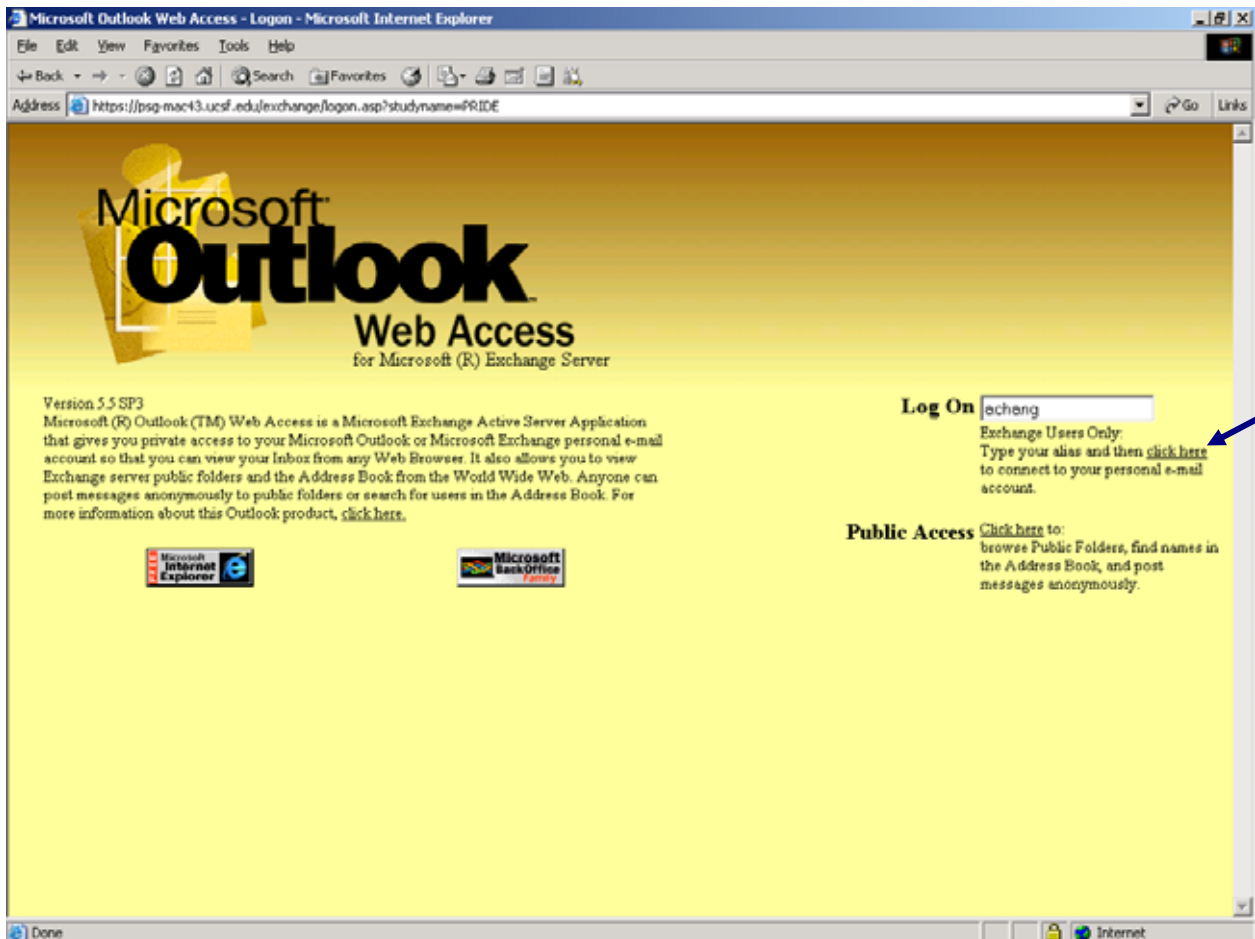 Microsoft Outlook Web Access - Logon - Microsoft Internet Explorer
File Edit View Favorites Tools Help
Back Search Favorites
Address https://psg-mac43.ucsf.edu/exchange/logon.asp?studyname=PRIDE Go Links
Microsoft
Outlook
Web Access
for Microsoft (R) Exchange Server
Version 5.5 SP3
Microsoft (R) Outlook (TM) Web Access is a Microsoft Exchange Active Server Application
that gives you private access to your Microsoft Outlook or Microsoft Exchange personal e-mail
account so that you can view your Inbox from any Web Browser. It also allows you to view
Exchange server public folders and the Address Book from the World Wide Web. Anyone can
post messages anonymously to public folders or search for users in the Address Book. For
more information about this Outlook product, click here.
Microsoft
Internet
Explorer
Microsoft
BackOffice
Family
Log On echeng
Exchange Users Only:
Type your alias and then click here
to connect to your personal e-mail
account.
Public Access Click here to:
browse Public Folders, find names in
the Address Book, and post
messages anonymously.
Done Internet